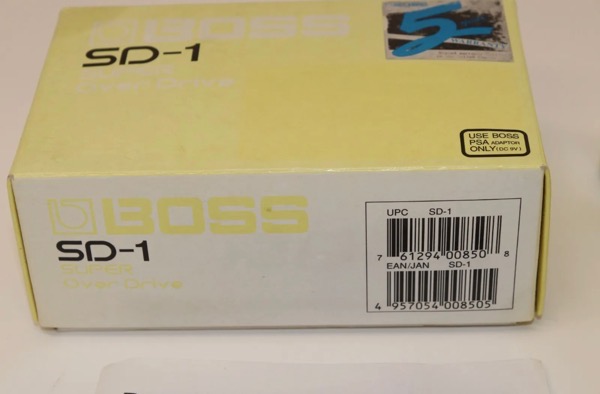 BOSS
SD-1
SUPER
Over Drive
5
WARRANTY
USE BOSS
PSA ADAPTOR
ONLY (DC 9V)
BOSS
SD-1
SUPER
Over Drive
UPC SD-1
7 61294 00850 8
EAN/JAN SD-1
4 957054 008505